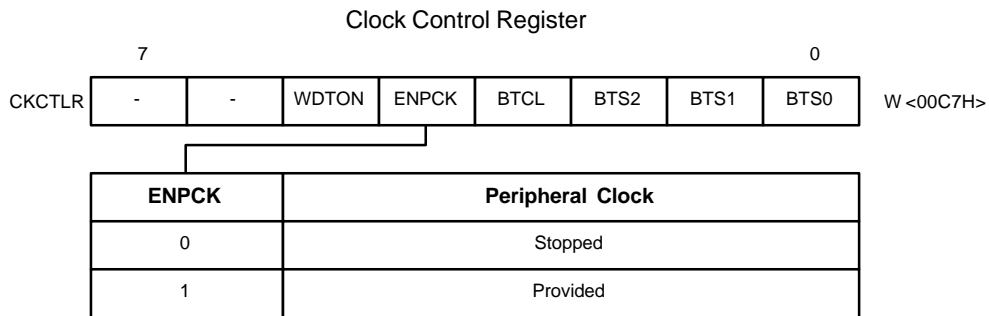 Clock Control Register
7 0
CKCTLR - - WDTON ENPCK BTCL BTS2 BTS1 BTS0 W <00C7H>
ENPCK Peripheral Clock
0 Stopped
1 Provided